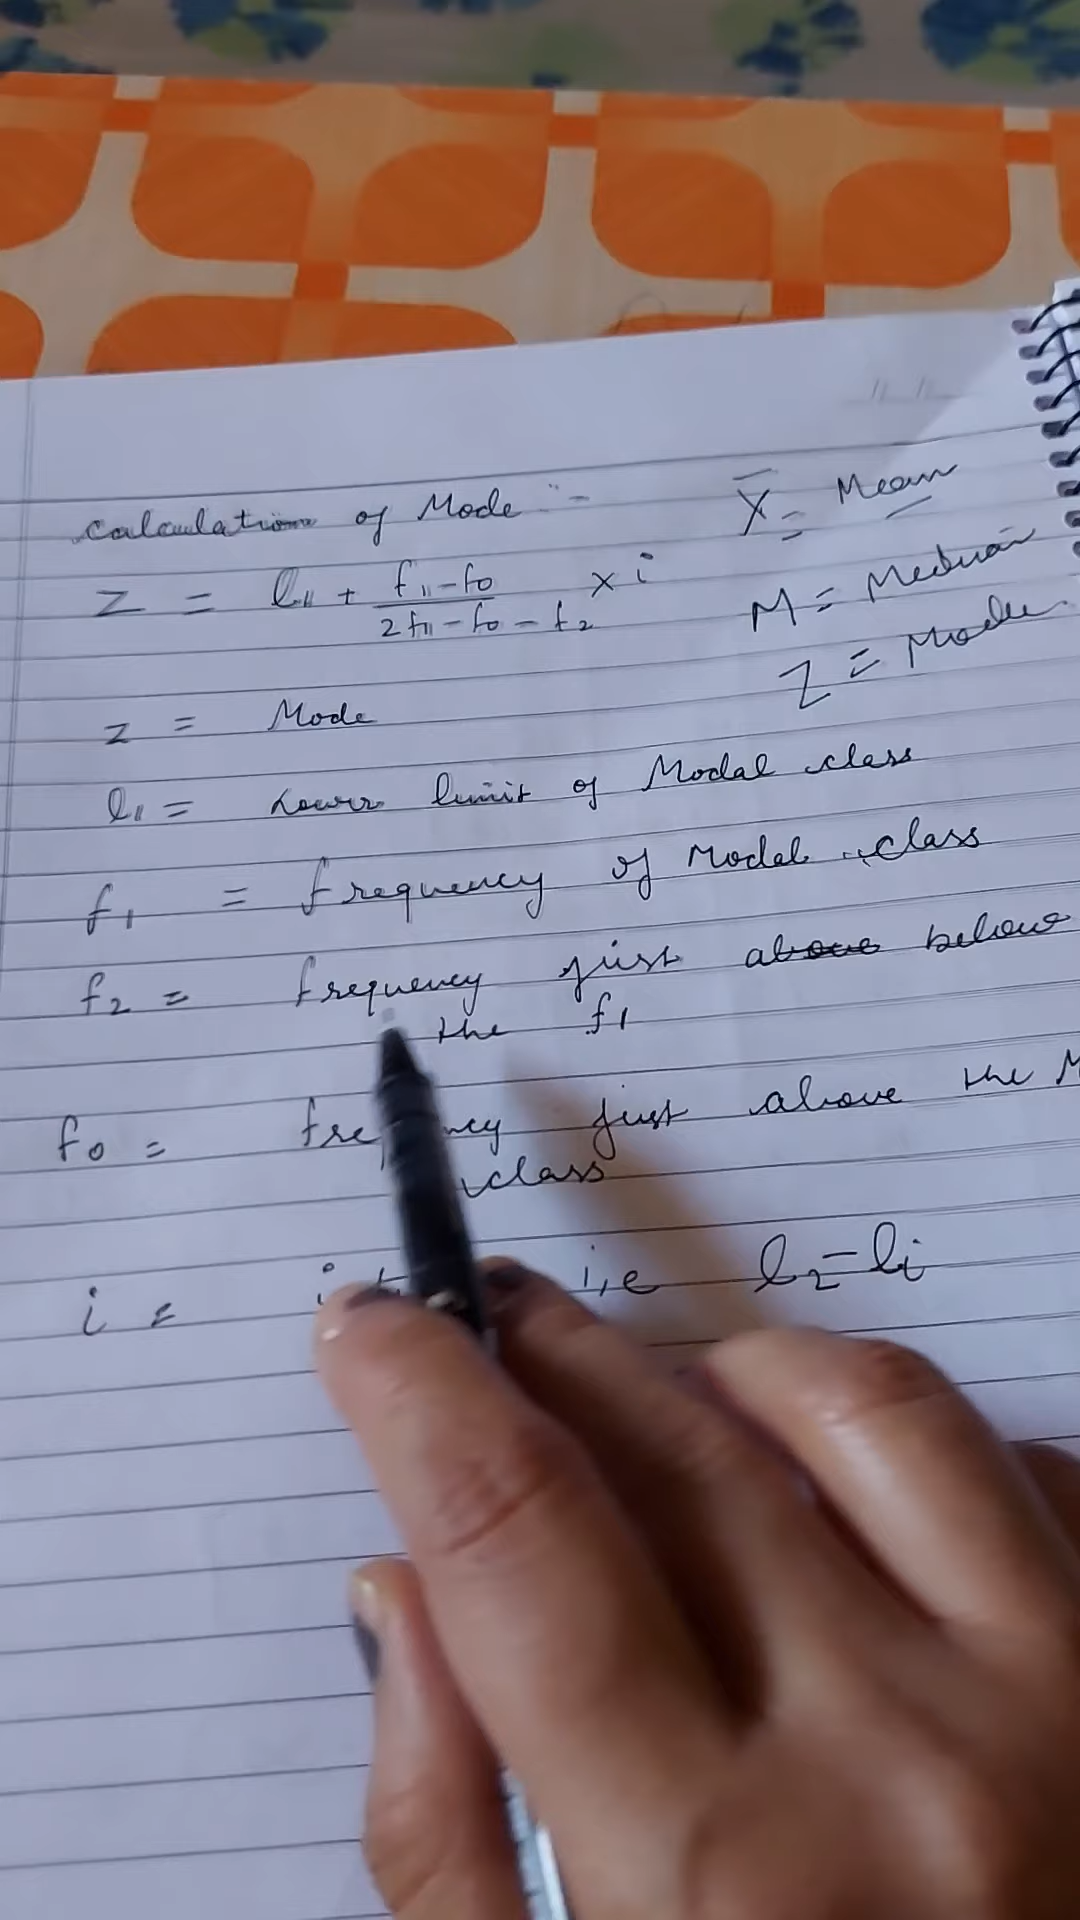 calculation of Mode :-
Z = l1 + f1-f0 / 2f1-f0-f2 × i
X̄ = Mean
M = Median
Z = Mode
z = Mode
l1 = Lower limit of Modal class
f1 = frequency of Modal class
f2 = frequency just above below
the f1
f0 = just above the
class
i = i,e l2-li